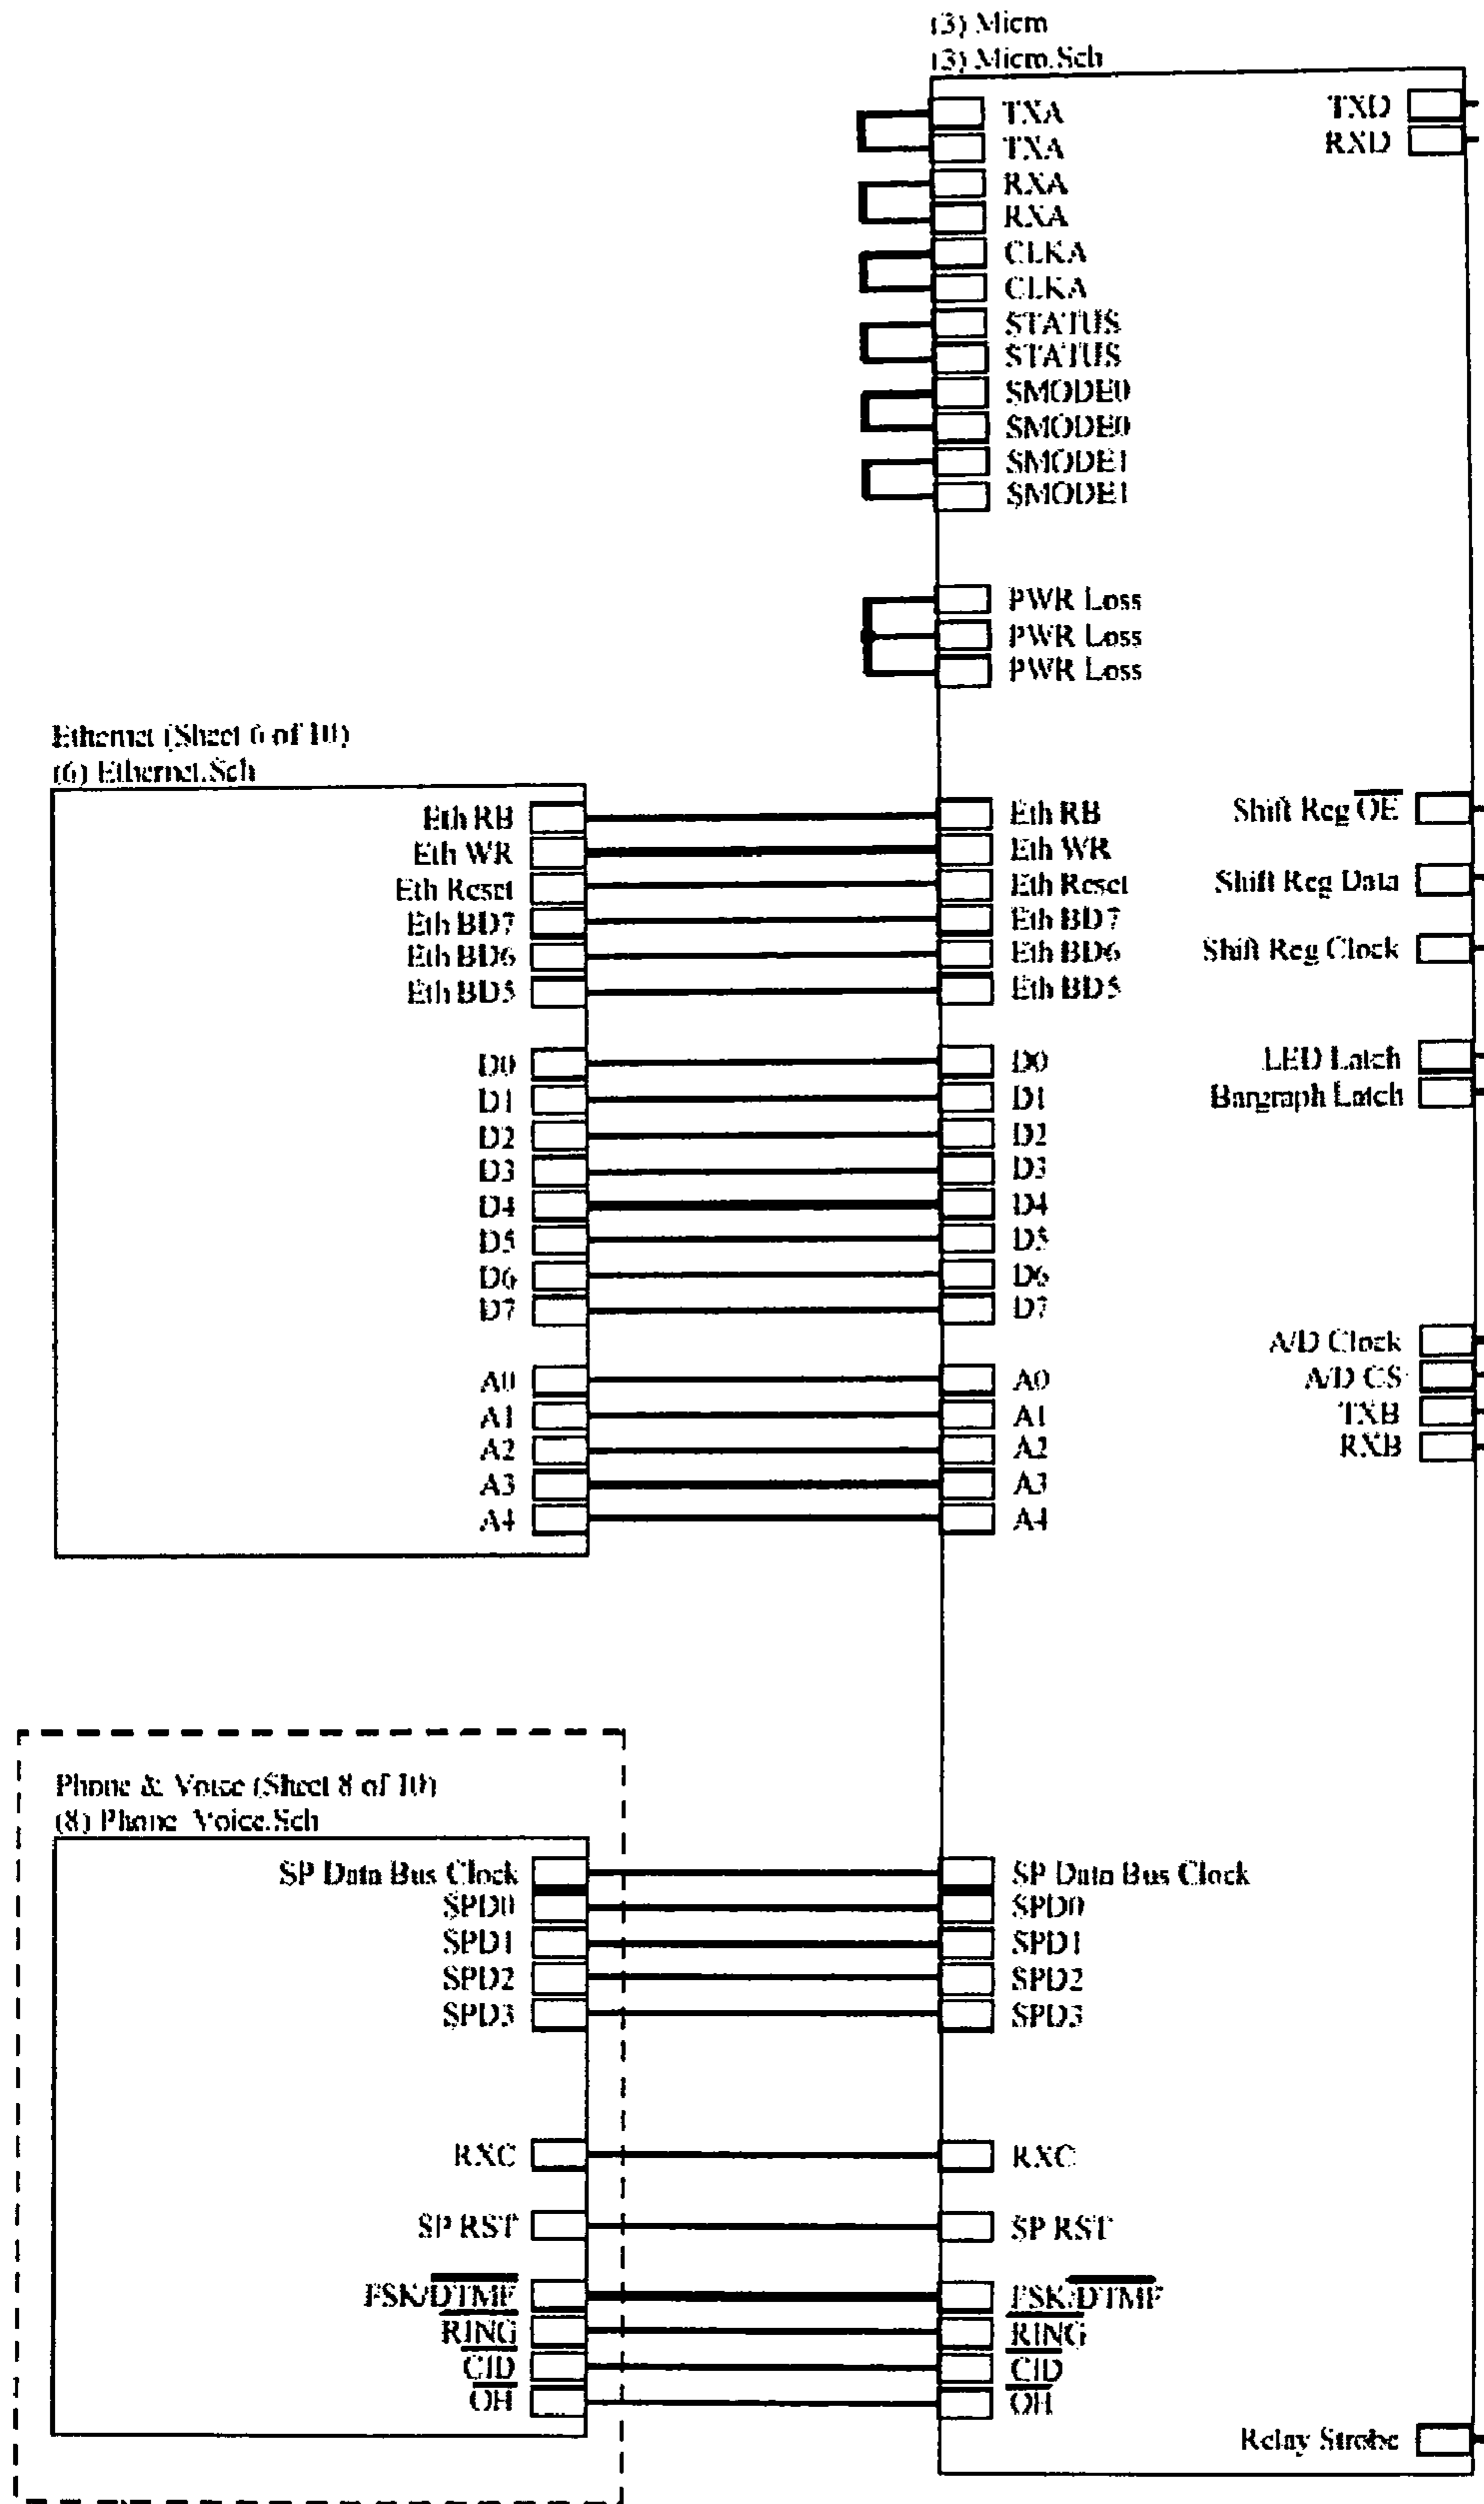 (3) Micro
(3) Micro.Sch
TXA
TXA
RXA
RXA
CLKA
CLKA
STATUS
STATUS
SMODE0
SMODE0
SMODE1
SMODE1
PWR Loss
PWR Loss
PWR Loss
TXD
RXD
Ethernet (Sheet 6 of 10)
(6) Ethernet.Sch
Eth RB
Eth WR
Eth Reset
Eth BD7
Eth BD6
Eth BD5
D0
D1
D2
D3
D4
D5
D6
D7
A0
A1
A2
A3
A4
Eth RB
Eth WR
Eth Reset
Eth BD7
Eth BD6
Eth BD5
D0
D1
D2
D3
D4
D5
D6
D7
A0
A1
A2
A3
A4
Shift Reg OE
Shift Reg Data
Shift Reg Clock
LED Latch
Bargraph Latch
A/D Clock
A/D CS
TXB
RXB
Phone & Voice (Sheet 8 of 10)
(8) Phone_Voice.Sch
SP Data Bus Clock
SPD0
SPD1
SPD2
SPD3
RXC
SP RST
FSK/DTMF
RING
CID
OH
SP Data Bus Clock
SPD0
SPD1
SPD2
SPD3
RXC
SP RST
FSK/DTMF
RING
CID
OH
Relay Strobe